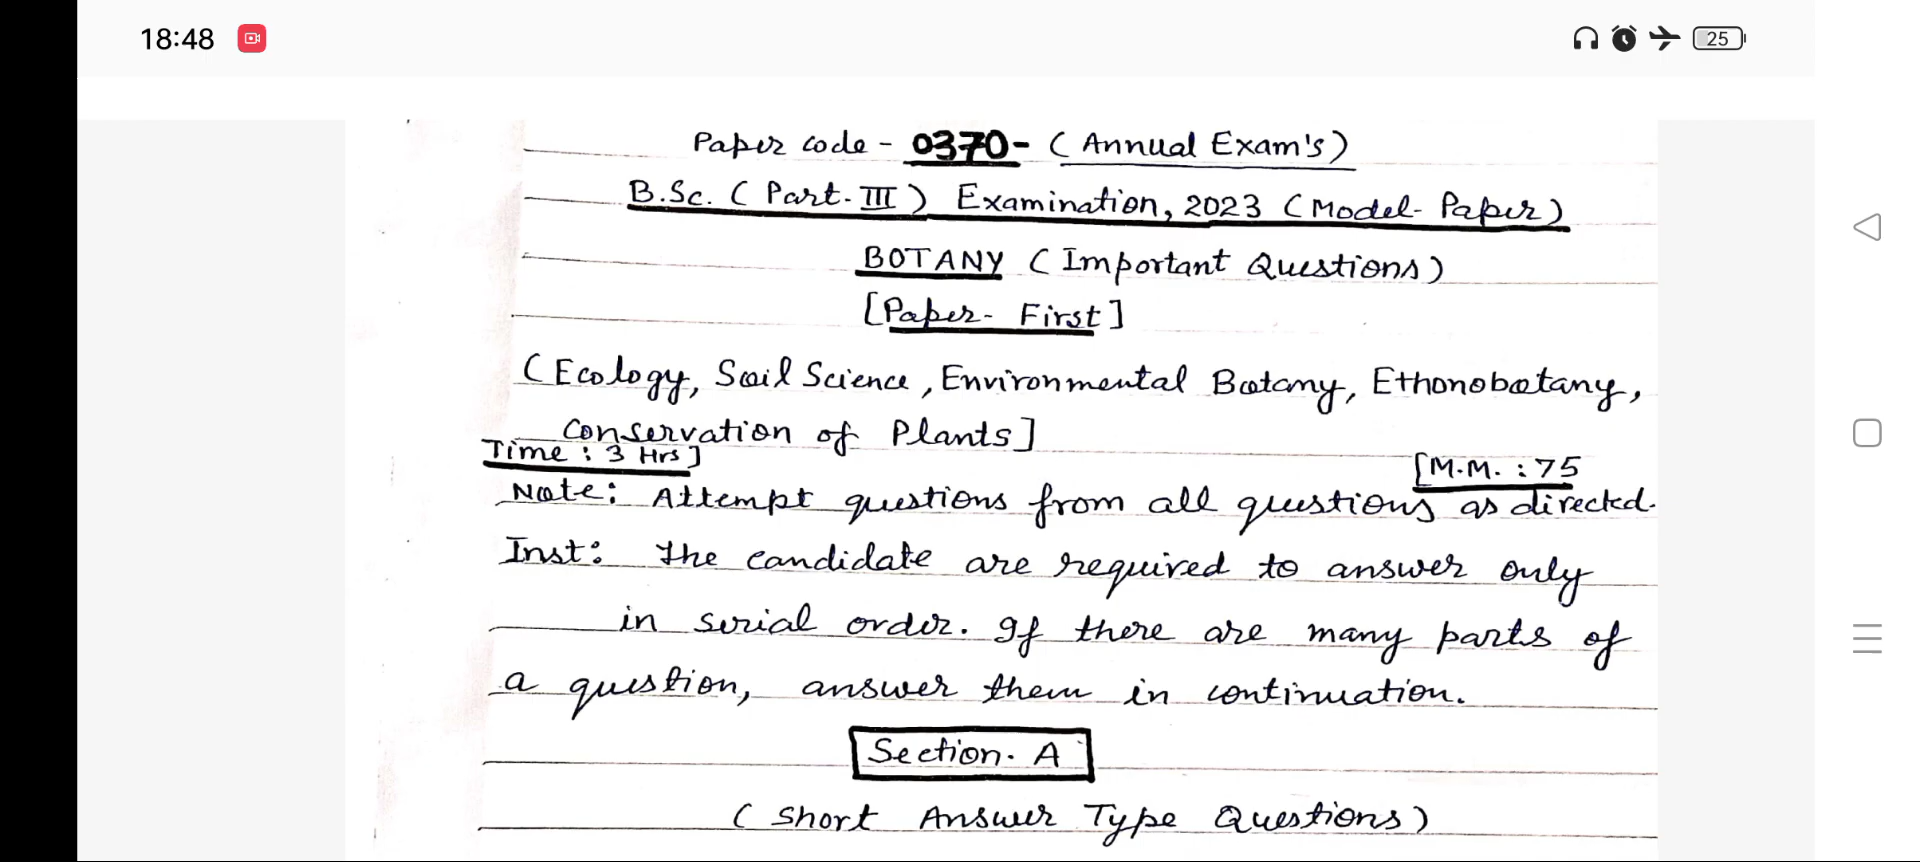 18:48
25
Paper code - 0370- ( Annual Exam's )
B.Sc. ( Part-III ) Examination, 2023 ( Model- Paper )
BOTANY ( Important Questions )
[Paper- First]
( Ecology, Soil Science, Environmental Botany, Ethonobotany,
Conservation of Plants]
Time : 3 Hrs]
[M.M. : 75
Note: Attempt questions from all questions as directed.
Inst: The candidate are required to answer only
in serial order. If there are many parts of
a question, answer them in continuation.
Section. A
( Short Answer Type Questions )